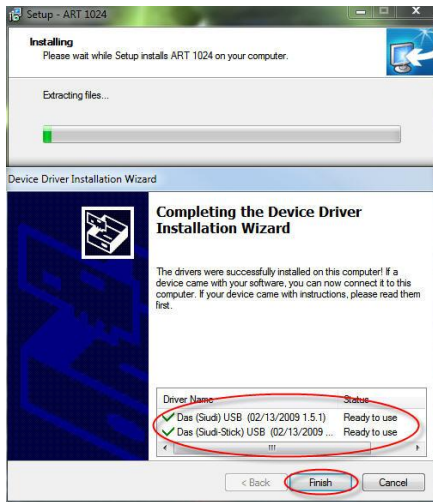 Setup - ART 1024
Installing
Please wait while Setup installs ART 1024 on your computer.
Extracting files...
Device Driver Installation Wizard
Completing the Device Driver
Installation Wizard
The drivers were successfully installed on this computer! If a
device came with your software, you can now connect it to this
computer. If your device came with instructions, please read them
first.
Driver Name Status
Das (Siudi) USB (02/13/2009 1.5.1) Ready to use
Das (Siudi-Stick) USB (02/13/2009 ... Ready to use
< Back Finish Cancel